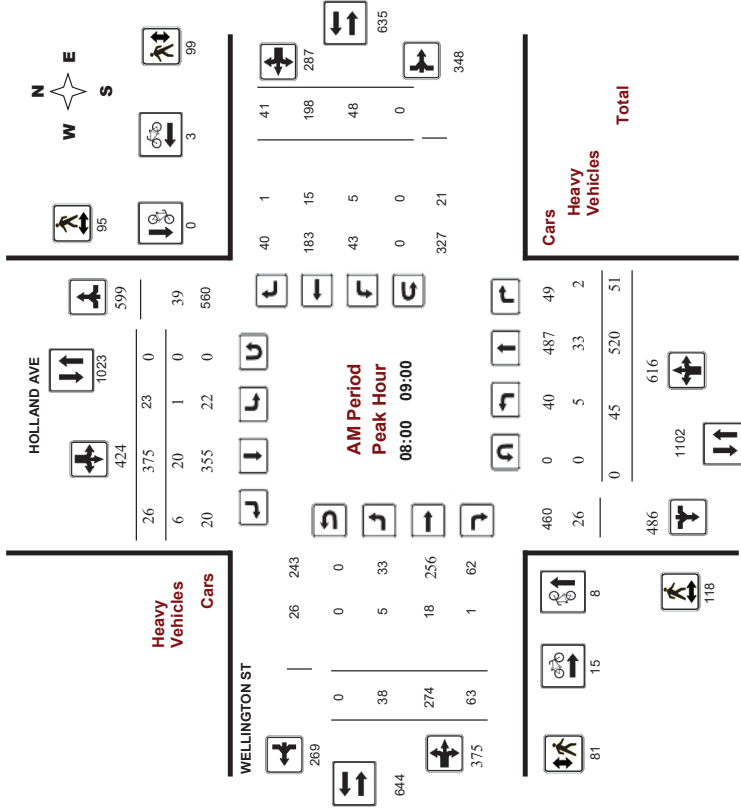 N
W E
S
99
3
95
0
HOLLAND AVE
599
1023
424
39
560
26 375 23 0
6 20 1 0
20 355 22 0
Heavy
Vehicles
Cars
635
287
348
41
198
48
0
40 1
183 15
43 5
0 0
327 21
AM Period
Peak Hour
08:00 09:00
WELLINGTON ST
26 243
0 0
5 33
18 256
1 62
0
38
274
63
269
644
375
Cars
Heavy
Vehicles
Total
460 0 40 487 49
26 0 5 33 2
0 45 520 51
486
616
1102
8
15
118
81